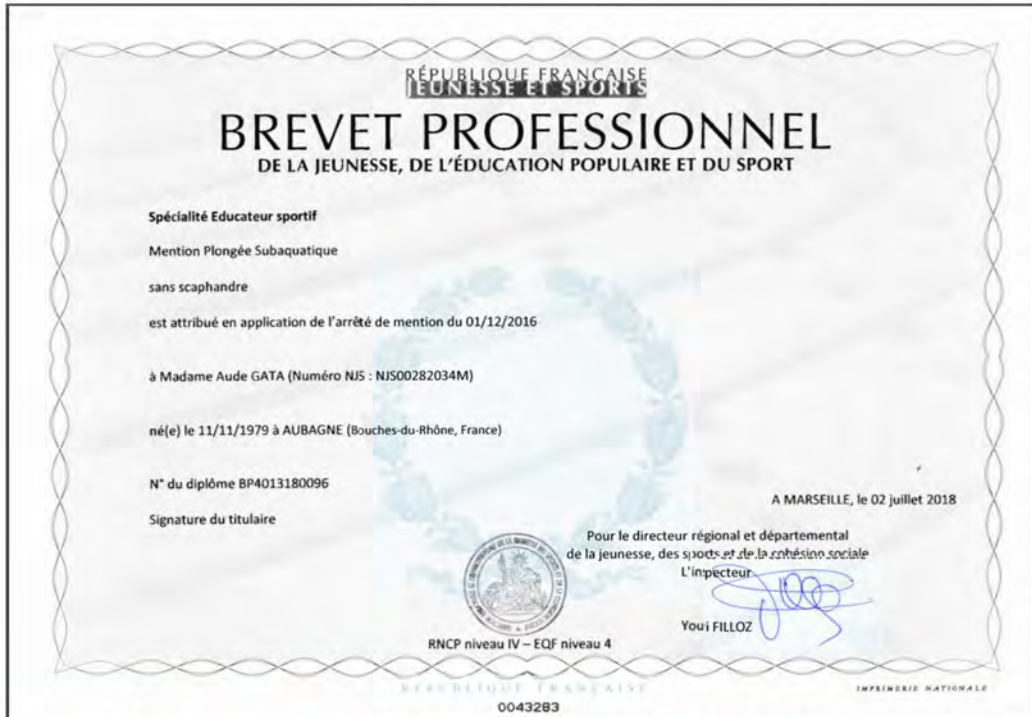 RÉPUBLIQUE FRANÇAISE
JEUNESSE ET SPORTS
BREVET PROFESSIONNEL
DE LA JEUNESSE, DE L'ÉDUCATION POPULAIRE ET DU SPORT
Spécialité Educateur sportif
Mention Plongée Subaquatique
sans scaphandre
est attribué en application de l'arrêté de mention du 01/12/2016
à Madame Aude GATA (Numéro NJS : NJS00282034M)
né(e) le 11/11/1979 à AUBAGNE (Bouches-du-Rhône, France)
N° du diplôme BP4013180096
A MARSEILLE, le 02 juillet 2018
Signature du titulaire
Pour le directeur régional et départemental
de la jeunesse, des sports et de la cohésion sociale
L'inspecteur
Youi FILLOZ
RNCP niveau IV – EQF niveau 4
RÉPUBLIQUE FRANÇAISE
IMPRIMERIE NATIONALE
0043283